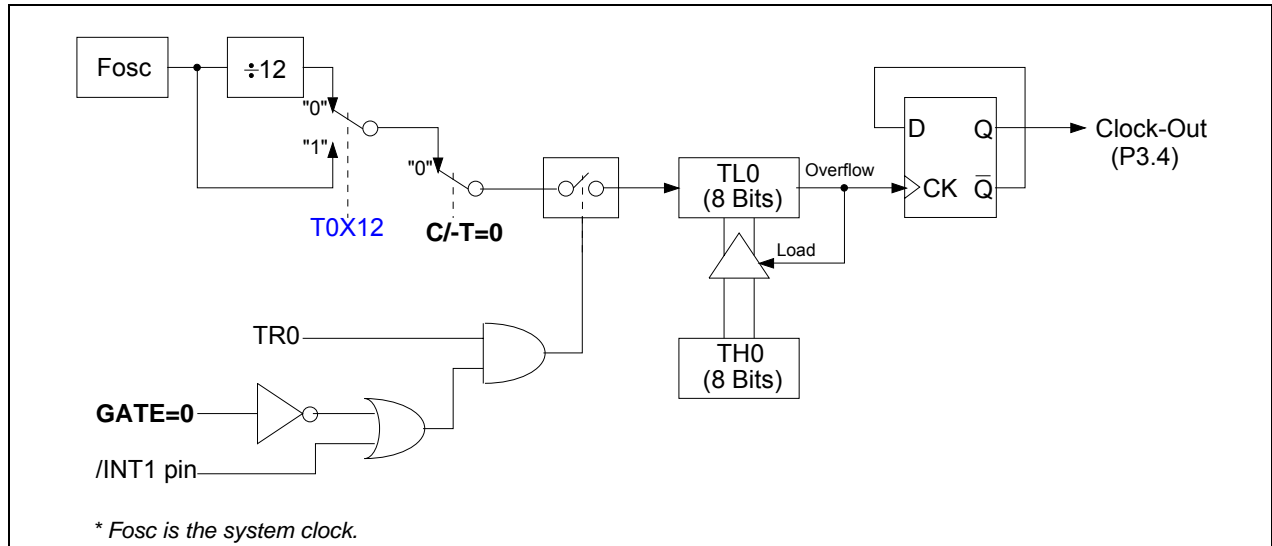 Fosc
÷12
"0"
"1"
T0X12
"0"
C/-T=0
TL0
(8 Bits)
Overflow
Load
TH0
(8 Bits)
D
Q
CK
Q̅
Clock-Out
(P3.4)
TR0
GATE=0
/INT1 pin
* Fosc is the system clock.